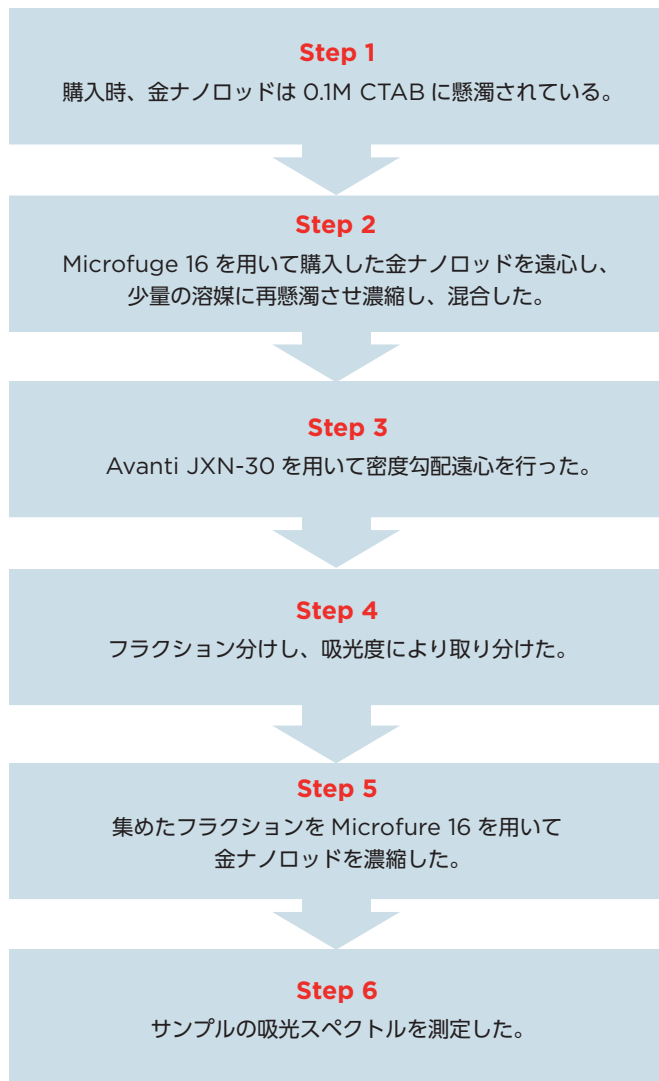 Step 1
購入時、金ナノロッドは 0.1M CTAB に懸濁されている。
Step 2
Microfuge 16 を用いて購入した金ナノロッドを遠心し、
少量の溶媒に再懸濁させ濃縮し、混合した。
Step 3
Avanti JXN-30 を用いて密度勾配遠心を行った。
Step 4
フラクション分けし、吸光度により取り分けた。
Step 5
集めたフラクションを Microfure 16 を用いて
金ナノロッドを濃縮した。
Step 6
サンプルの吸光スペクトルを測定した。